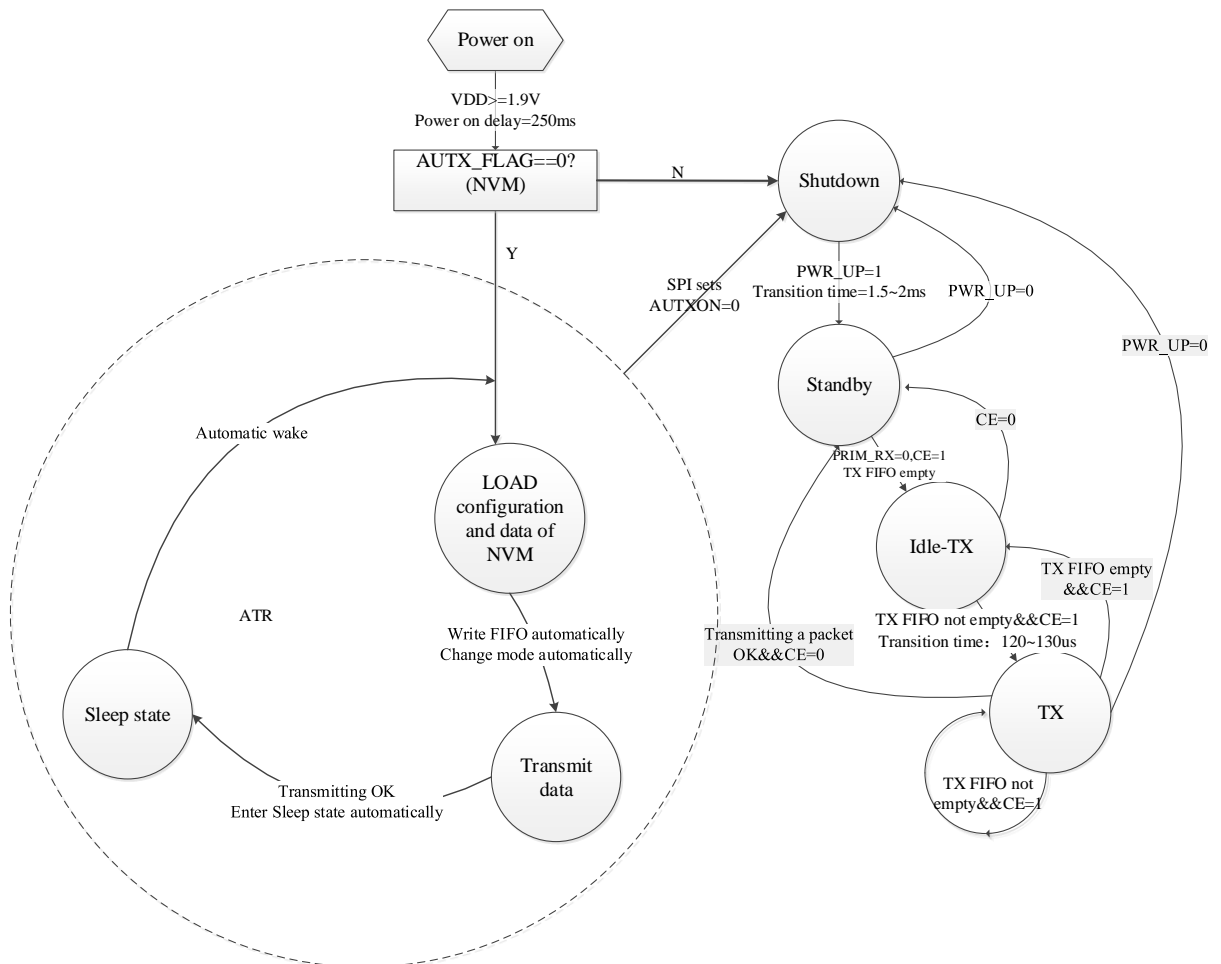 Power on
VDD>=1.9V
Power on delay=250ms
AUTX_FLAG==0?
(NVM)
N
Shutdown
Y
SPI sets
AUTXON=0
PWR_UP=1
Transition time=1.5~2ms
PWR_UP=0
PWR_UP=0
Standby
CE=0
Automatic wake
PRIM_RX=0,CE=1
TX FIFO empty
LOAD
configuration
and data of
NVM
Idle-TX
TX FIFO empty
&&CE=1
ATR
Write FIFO automatically
Change mode automatically
Transmitting a packet
OK&&CE=0
TX FIFO not empty&&CE=1
Transition time：120~130us
Sleep state
TX
Transmit
data
Transmitting OK
Enter Sleep state automatically
TX FIFO not
empty&&CE=1